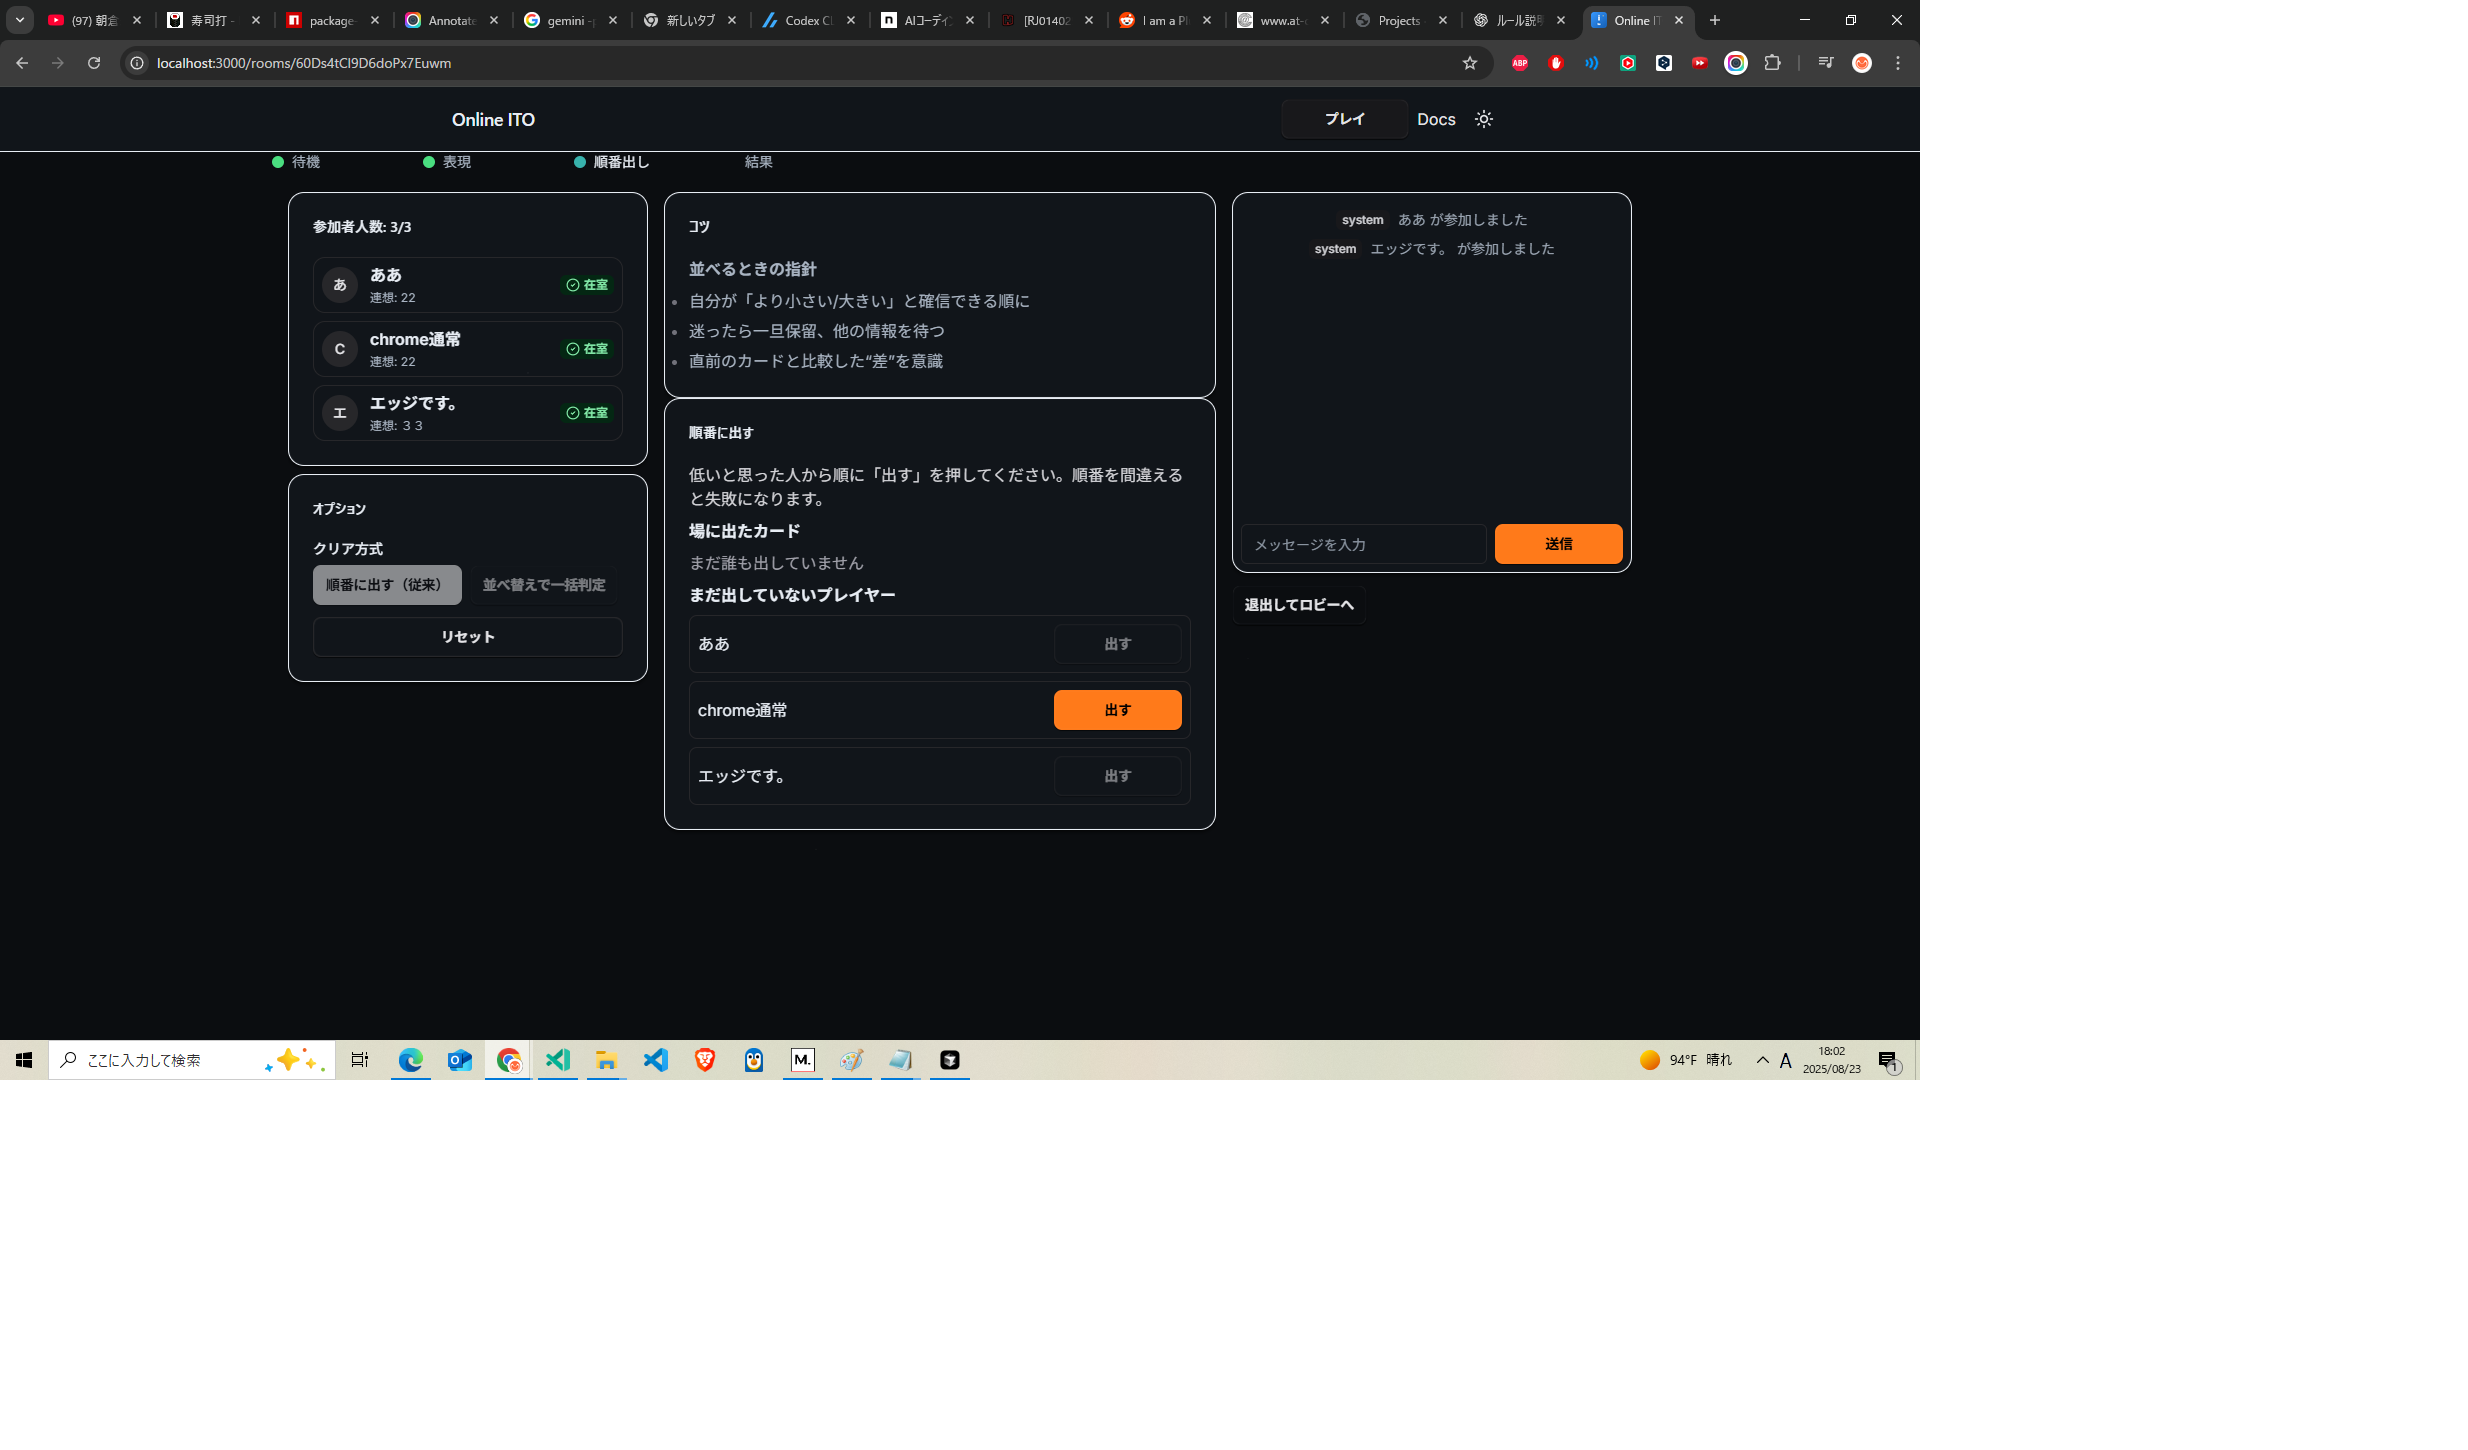 (97) 朝倉
寿司打 -
package-
Annotate
gemini -p
新しいタブ
Codex CL
AIコーディン
[RJ01402
I am a Pl
www.at-c
Projects
ルール説明
Online IT
localhost:3000/rooms/60Ds4tCl9D6doPx7Euwm
ABP
Online ITO
プレイ
Docs
待機
表現
順番出し
結果
参加者人数: 3/3
あ
ああ
連想: 22
在室
C
chrome通常
連想: 22
在室
エ
エッジです。
連想: ３３
在室
オプション
クリア方式
順番に出す（従来）
並べ替えで一括判定
リセット
コツ
並べるときの指針
自分が「より小さい/大きい」と確信できる順に
迷ったら一旦保留、他の情報を待つ
直前のカードと比較した“差”を意識
順番に出す
低いと思った人から順に「出す」を押してください。順番を間違える
と失敗になります。
場に出たカード
まだ誰も出していません
まだ出していないプレイヤー
ああ
出す
chrome通常
出す
エッジです。
出す
system ああ が参加しました
system エッジです。 が参加しました
メッセージを入力
送信
退出してロビーへ
ここに入力して検索
M.
94°F 晴れ
A
18:02
2025/08/23
1